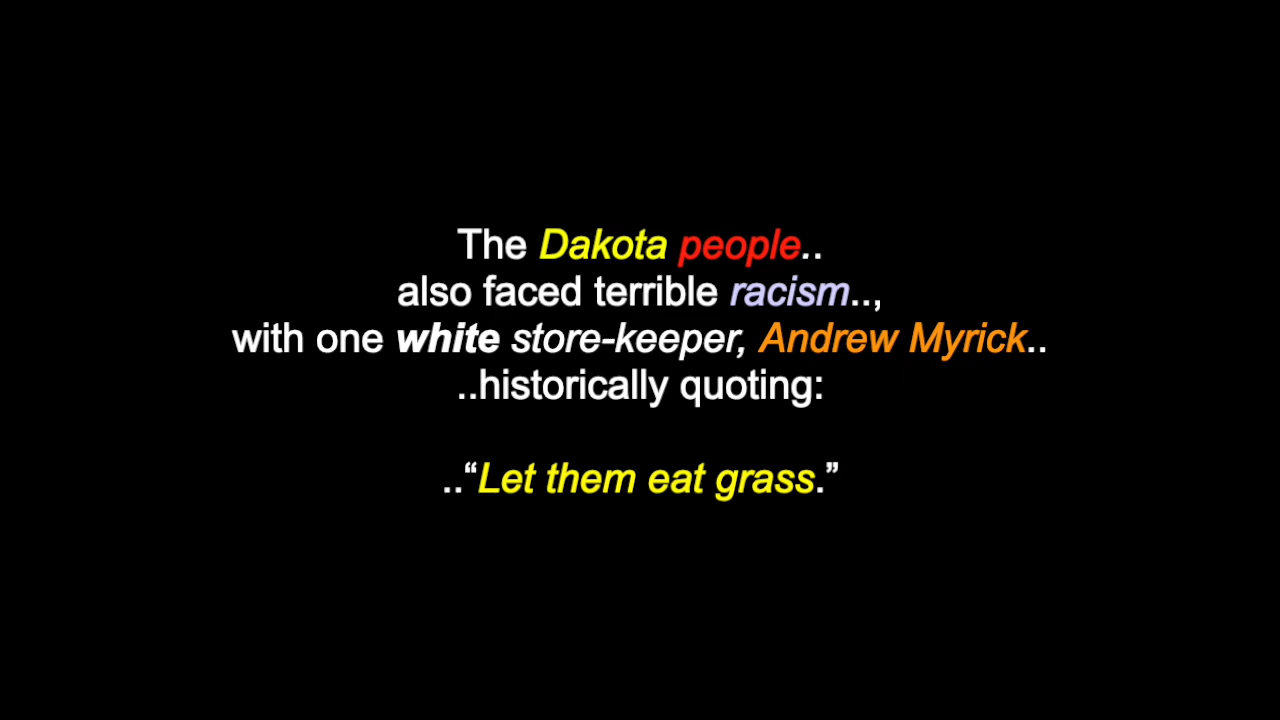 The Dakota people..
also faced terrible racism..,
with one white store-keeper, Andrew Myrick..
..historically quoting:
..“Let them eat grass.”